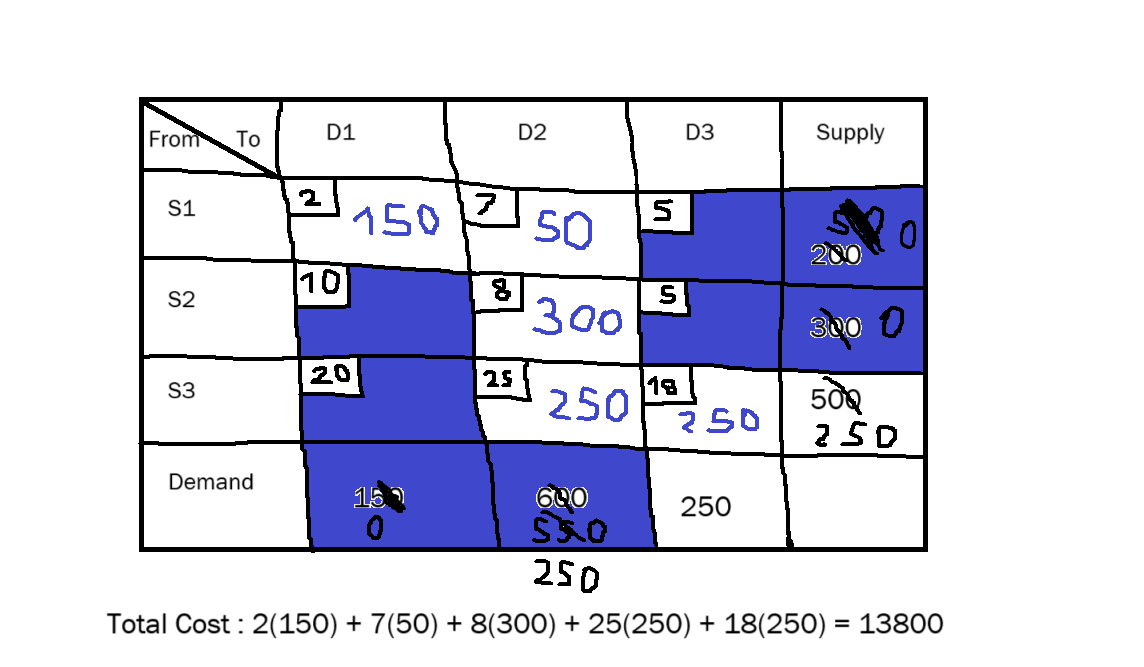 From To D1 D2 D3 Supply
S1 2 150 7 50 5 50 0
200
S2 10 8 300 5 300 0
S3 20 25 250 18 250 500
250
Demand 150 600 250
0 550
250
Total Cost : 2(150) + 7(50) + 8(300) + 25(250) + 18(250) = 13800